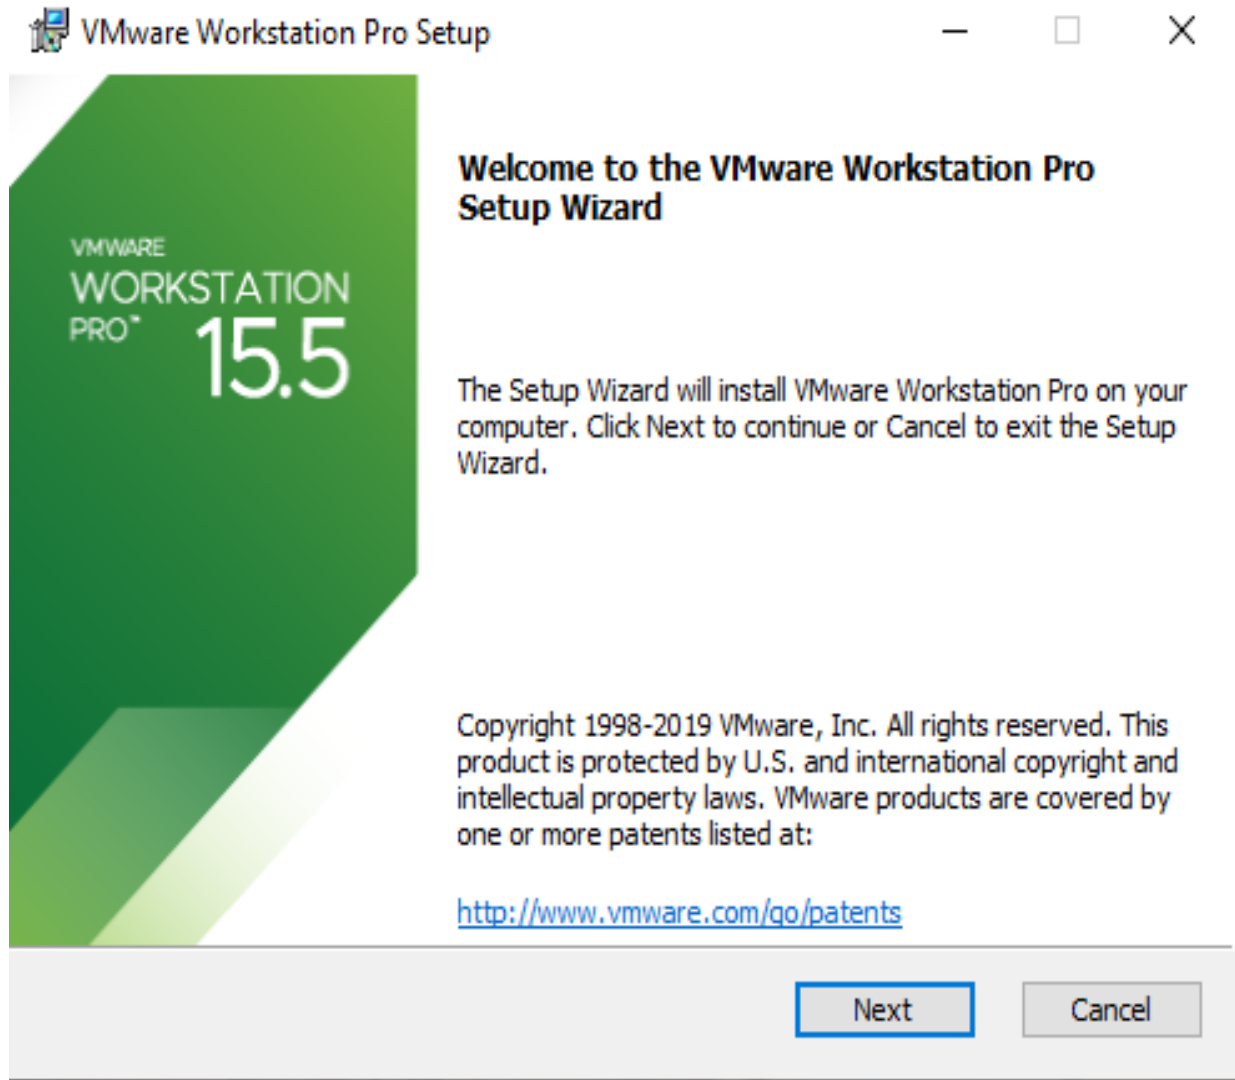 VMware Workstation Pro Setup
VMWARE
WORKSTATION
PRO™
15.5
Welcome to the VMware Workstation Pro
Setup Wizard
The Setup Wizard will install VMware Workstation Pro on your
computer. Click Next to continue or Cancel to exit the Setup
Wizard.
Copyright 1998-2019 VMware, Inc. All rights reserved. This
product is protected by U.S. and international copyright and
intellectual property laws. VMware products are covered by
one or more patents listed at:
http://www.vmware.com/go/patents
Next
Cancel